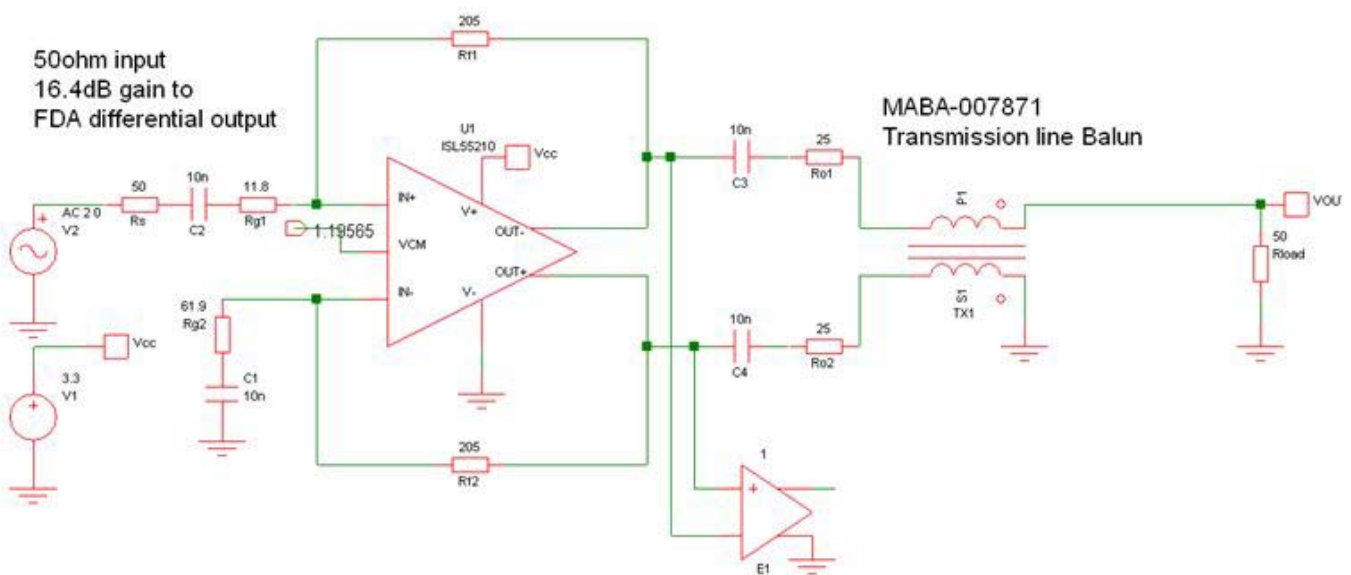 50ohm input
16.4dB gain to
FDA differential output
205
Rf1
MABA-007871
Transmission line Balun
U1
ISL55210
Vcc
10n
C3
25
Ro1
50
Rs
10n
C2
11.8
Rg1
AC 2 0
V2
IN+
V+
OUT-
1.19565
VCM
OUT+
IN-
V-
P1
VOU
50
Rload
S1
TX1
61.9
Rg2
Vcc
C1
10n
10n
C4
25
Ro2
3.3
V1
205
Rf2
1
E1